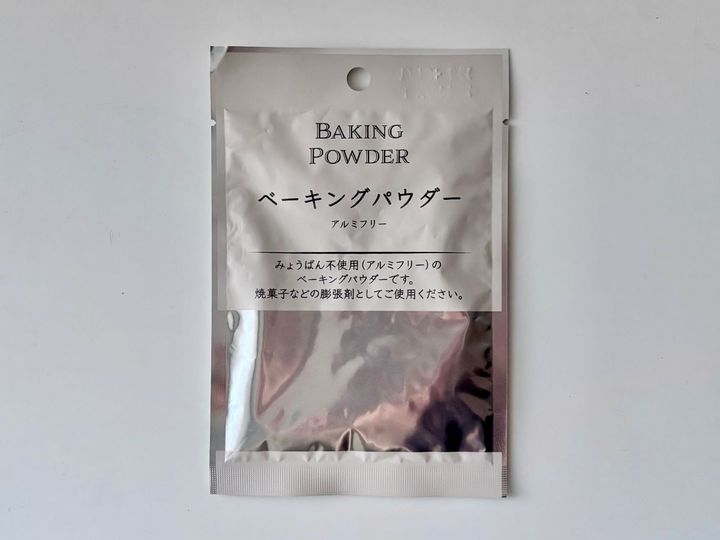 BAKING
POWDER
ベーキングパウダー
アルミフリー
みょうばん不使用(アルミフリー)の
ベーキングパウダーです。
焼菓子などの膨張剤としてご使用ください。